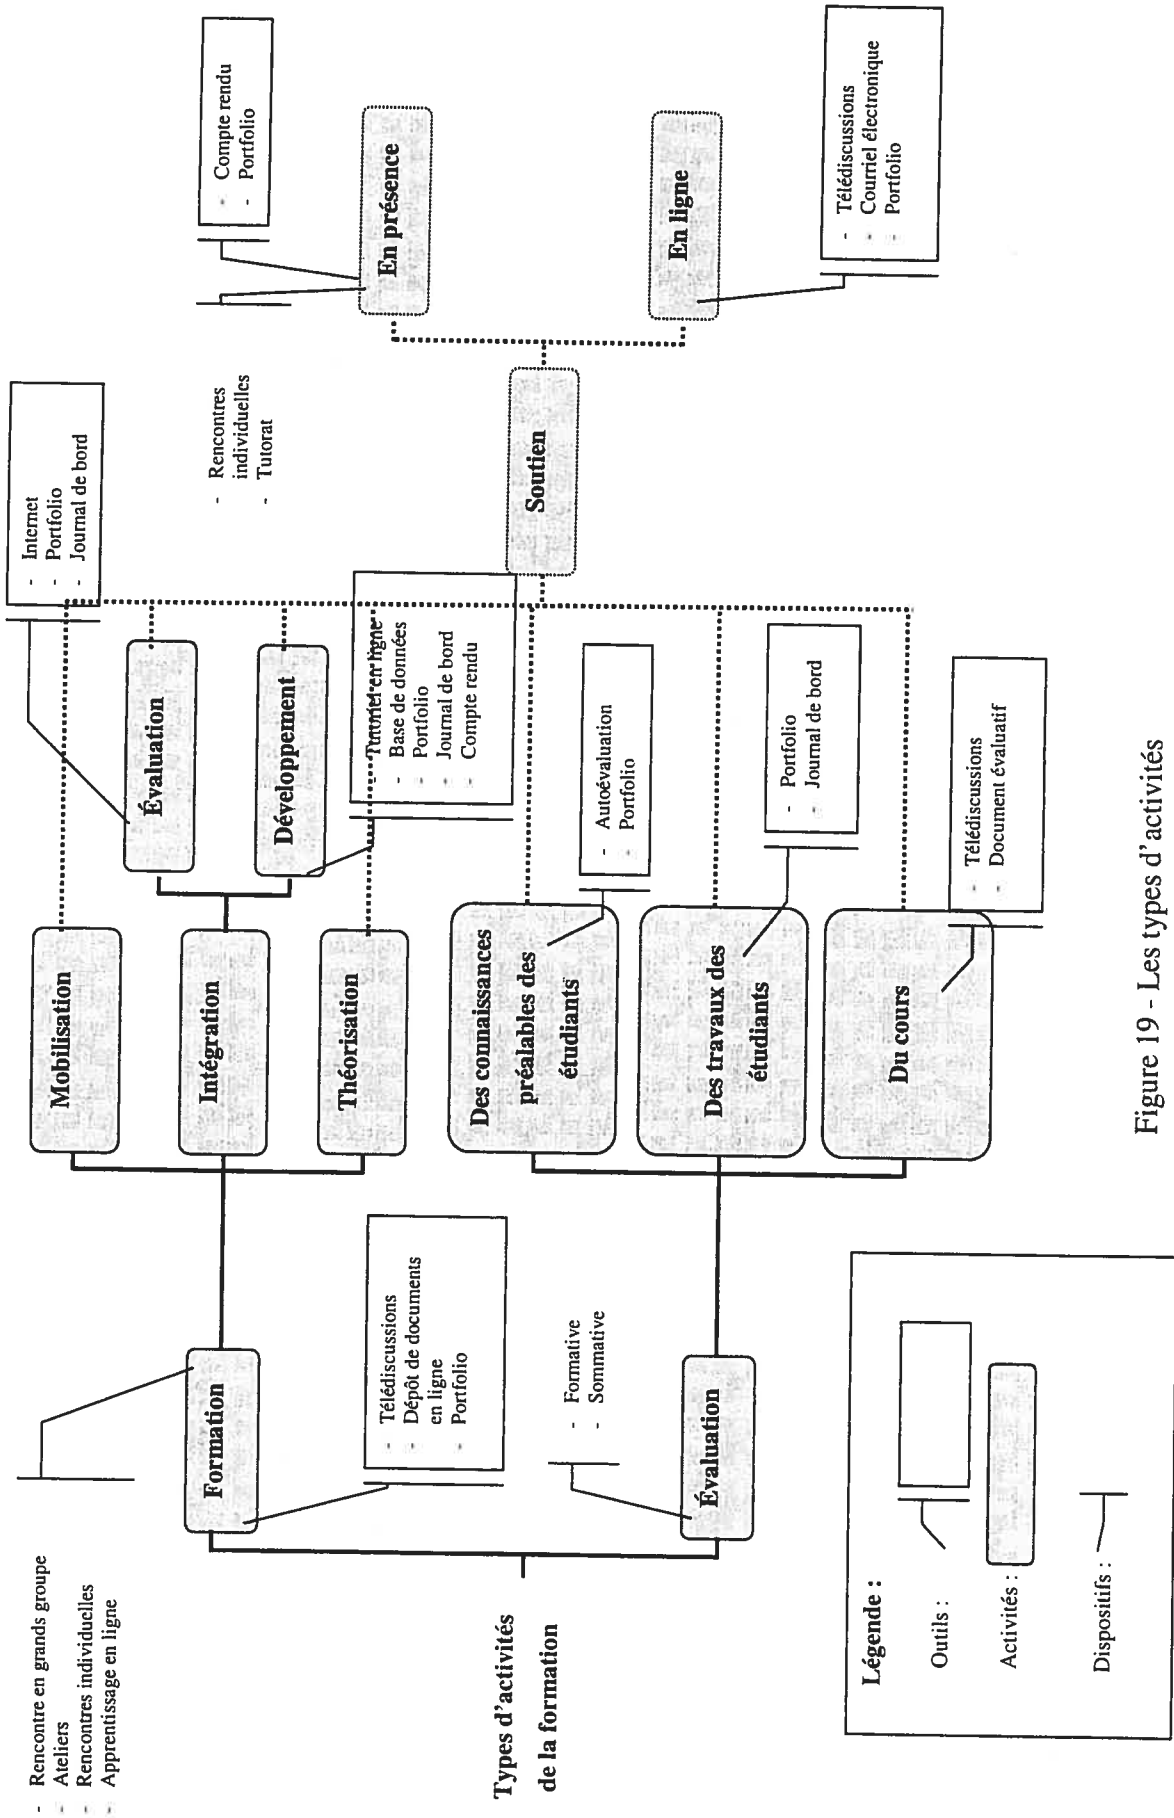 - Rencontre en grands groupe
- Ateliers
- Rencontres individuelles
- Apprentissage en ligne
Types d'activités
de la formation
Formation
- Télédiscussions
- Dépôt de documents
en ligne
- Portfolio
- Formative
- Sommative
Évaluation
Mobilisation
Intégration
Théorisation
Évaluation
- Internet
- Portfolio
- Journal de bord
Développement
Tutoriel en ligne
- Base de données
- Portfolio
- Journal de bord
- Compte rendu
Des connaissances
préalables des
étudiants
- Autoévaluation
- Portfolio
Des travaux des
étudiants
- Portfolio
- Journal de bord
Du cours
- Télédiscussions
- Document évaluatif
Soutien
- Rencontres
individuelles
- Tutorat
En présence
- Compte rendu
- Portfolio
En ligne
- Télédiscussions
- Courriel électronique
- Portfolio
Légende :
Outils :
Activités :
Dispositifs :
Figure 19 - Les types d'activités